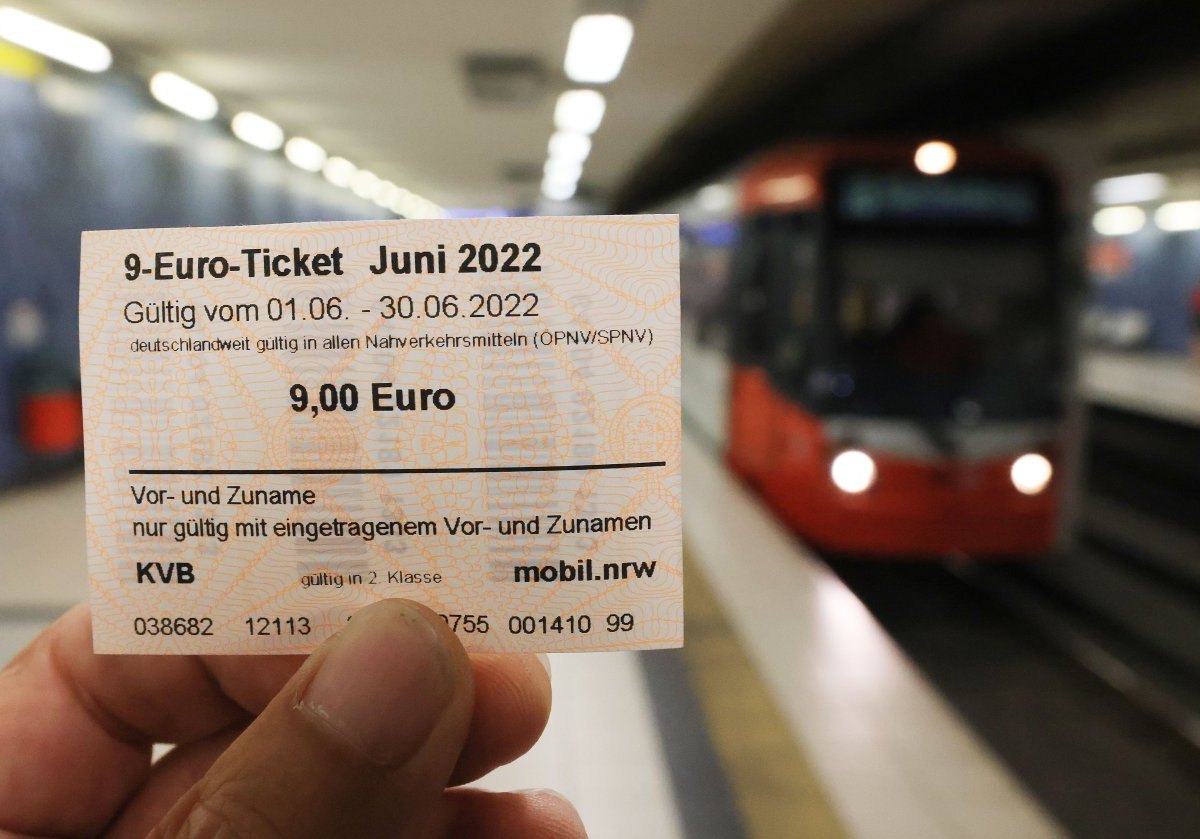 9-Euro-Ticket Juni 2022
Gültig vom 01.06. - 30.06.2022
deutschlandweit gültig in allen Nahverkehrsmitteln (ÖPNV/SPNV)
9,00 Euro
Vor- und Zuname
nur gültig mit eingetragenem Vor- und Zunamen
KVB gültig in 2. Klasse mobil.nrw
038682 12113 0755 001410 99